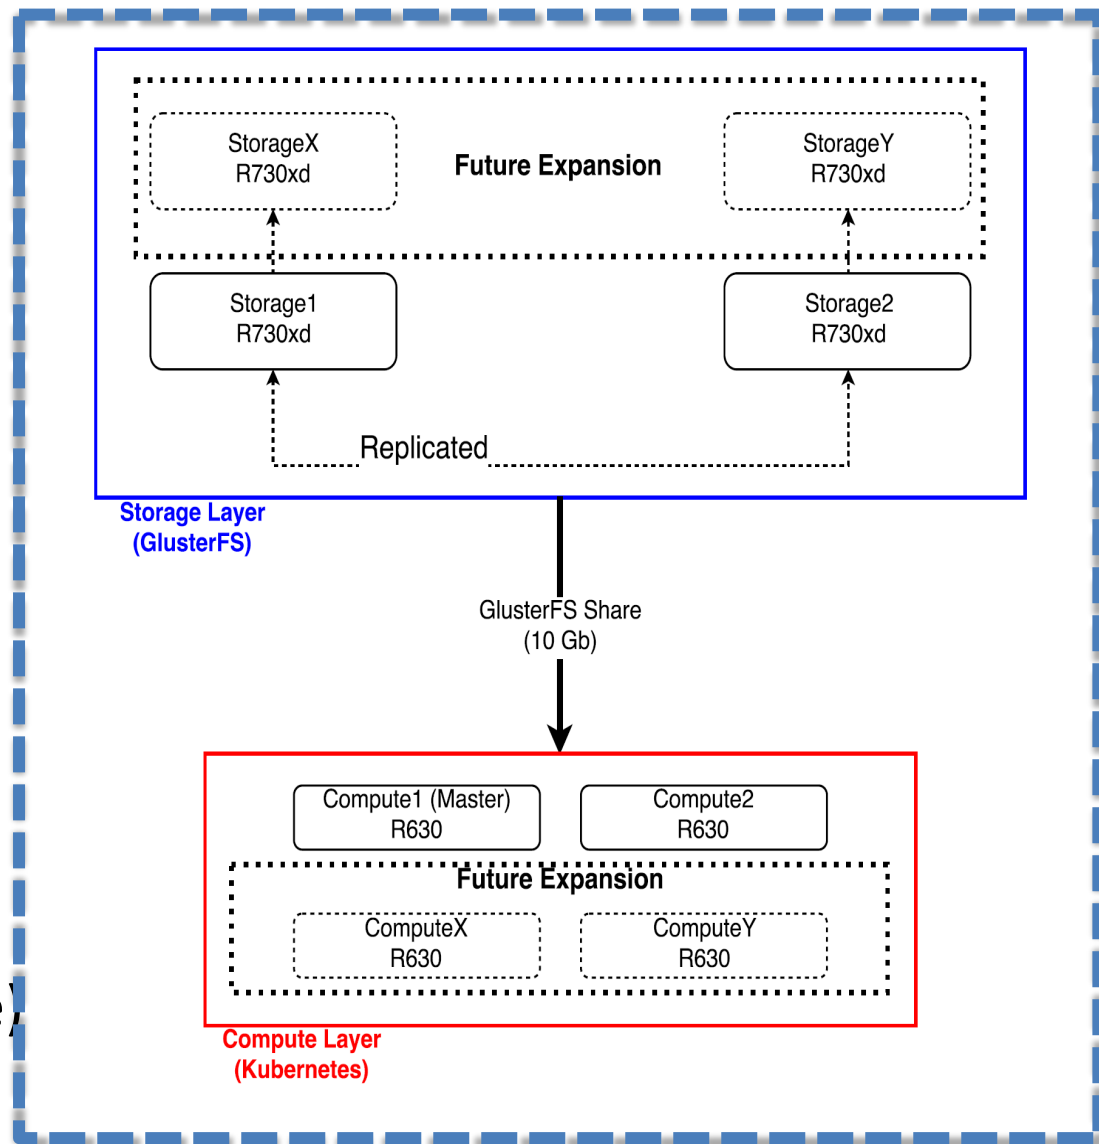 StorageX
R730xd
Future Expansion
StorageY
R730xd
Storage1
R730xd
Storage2
R730xd
Replicated
Storage Layer
(GlusterFS)
GlusterFS Share
(10 Gb)
Compute1 (Master)
R630
Compute2
R630
Future Expansion
ComputeX
R630
ComputeY
R630
Compute Layer
(Kubernetes)